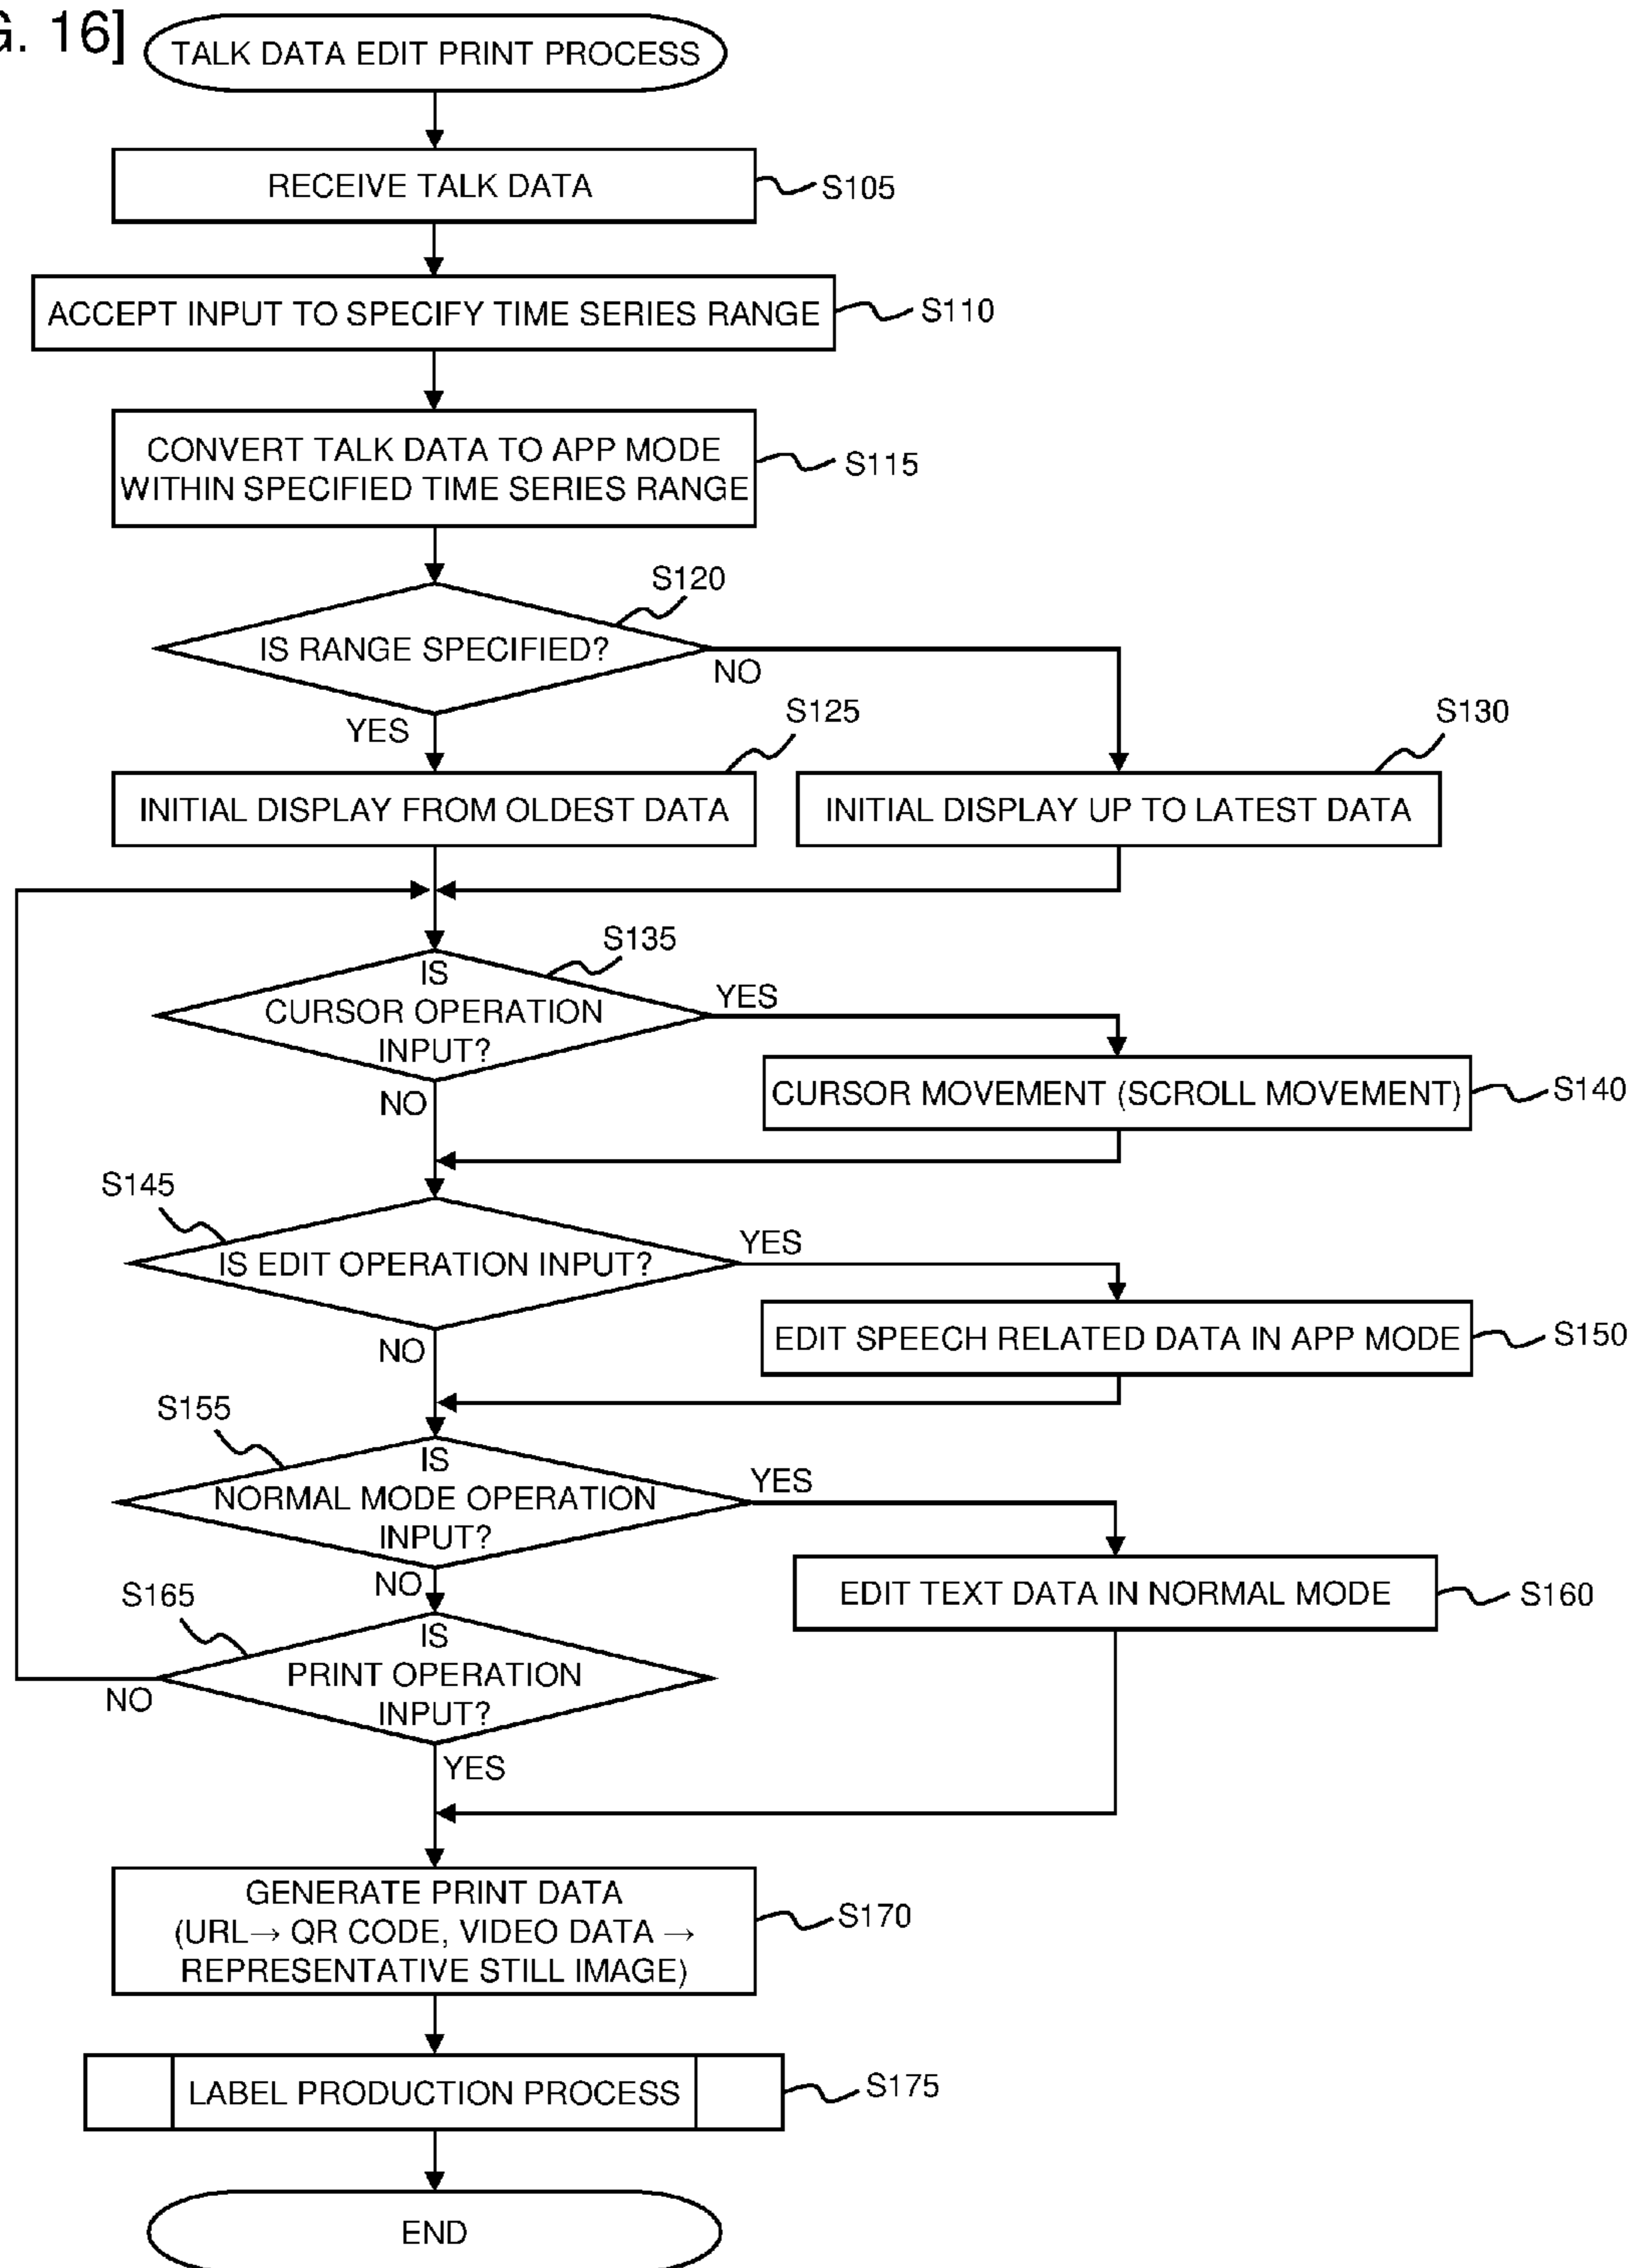 G. 16]
TALK DATA EDIT PRINT PROCESS
RECEIVE TALK DATA
S105
ACCEPT INPUT TO SPECIFY TIME SERIES RANGE
S110
CONVERT TALK DATA TO APP MODE
WITHIN SPECIFIED TIME SERIES RANGE
S115
S120
IS RANGE SPECIFIED?
NO
YES
S125
S130
INITIAL DISPLAY FROM OLDEST DATA
INITIAL DISPLAY UP TO LATEST DATA
S135
IS
CURSOR OPERATION
INPUT?
YES
NO
CURSOR MOVEMENT (SCROLL MOVEMENT)
S140
S145
IS EDIT OPERATION INPUT?
YES
NO
EDIT SPEECH RELATED DATA IN APP MODE
S150
S155
IS
NORMAL MODE OPERATION
INPUT?
YES
NO
EDIT TEXT DATA IN NORMAL MODE
S160
S165
IS
PRINT OPERATION
INPUT?
NO
YES
GENERATE PRINT DATA
(URL→ QR CODE, VIDEO DATA →
REPRESENTATIVE STILL IMAGE)
S170
LABEL PRODUCTION PROCESS
S175
END